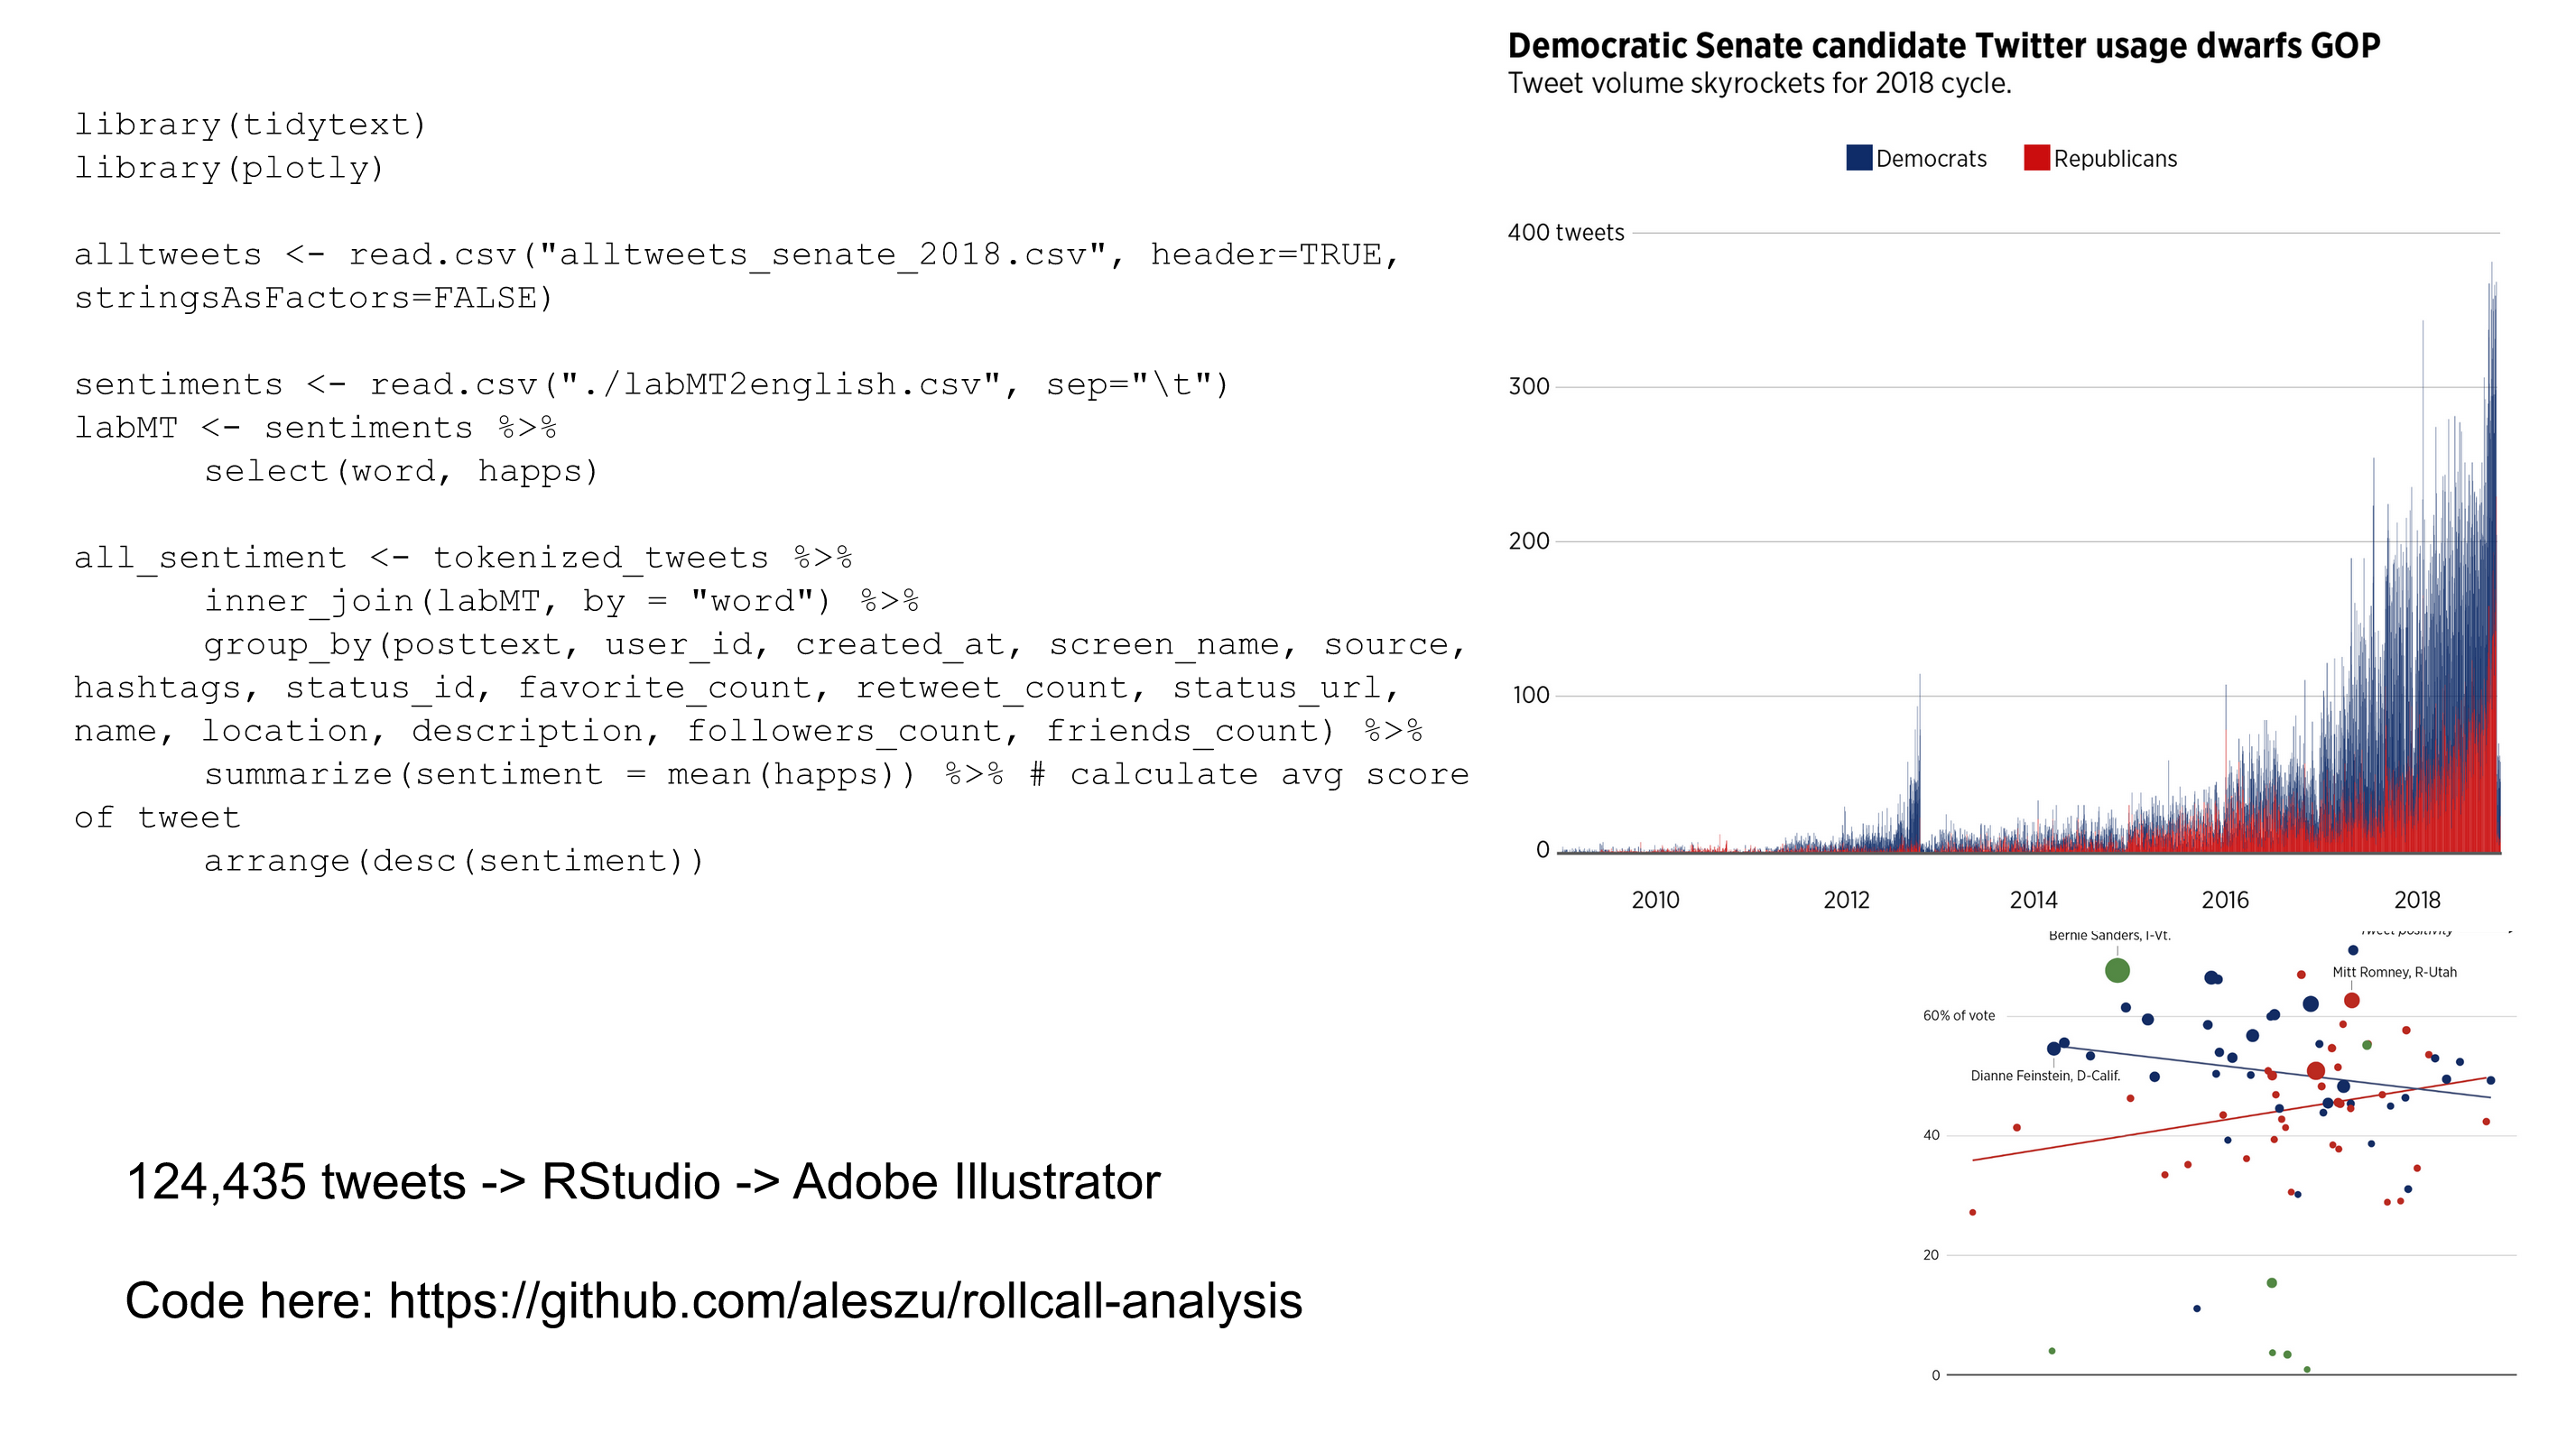 library(tidytext)
library(plotly)
alltweets <- read.csv("alltweets_senate_2018.csv", header=TRUE,
stringsAsFactors=FALSE)
sentiments <- read.csv("./labMT2english.csv", sep="\t")
labMT <- sentiments %>%
select(word, happs)
all_sentiment <- tokenized_tweets %>%
inner_join(labMT, by = "word") %>%
group_by(posttext, user_id, created_at, screen_name, source,
hashtags, status_id, favorite_count, retweet_count, status_url,
name, location, description, followers_count, friends_count) %>%
summarize(sentiment = mean(happs)) %>% # calculate avg score
of tweet
arrange(desc(sentiment))
124,435 tweets -> RStudio -> Adobe Illustrator
Code here: https://github.com/aleszu/rollcall-analysis
Democratic Senate candidate Twitter usage dwarfs GOP
Tweet volume skyrockets for 2018 cycle.
Democrats Republicans
400 tweets
300
200
100
0
2010 2012 2014 2016 2018
Tweet positivity
Bernie Sanders, I-Vt.
Mitt Romney, R-Utah
60% of vote
Dianne Feinstein, D-Calif.
40
20
0